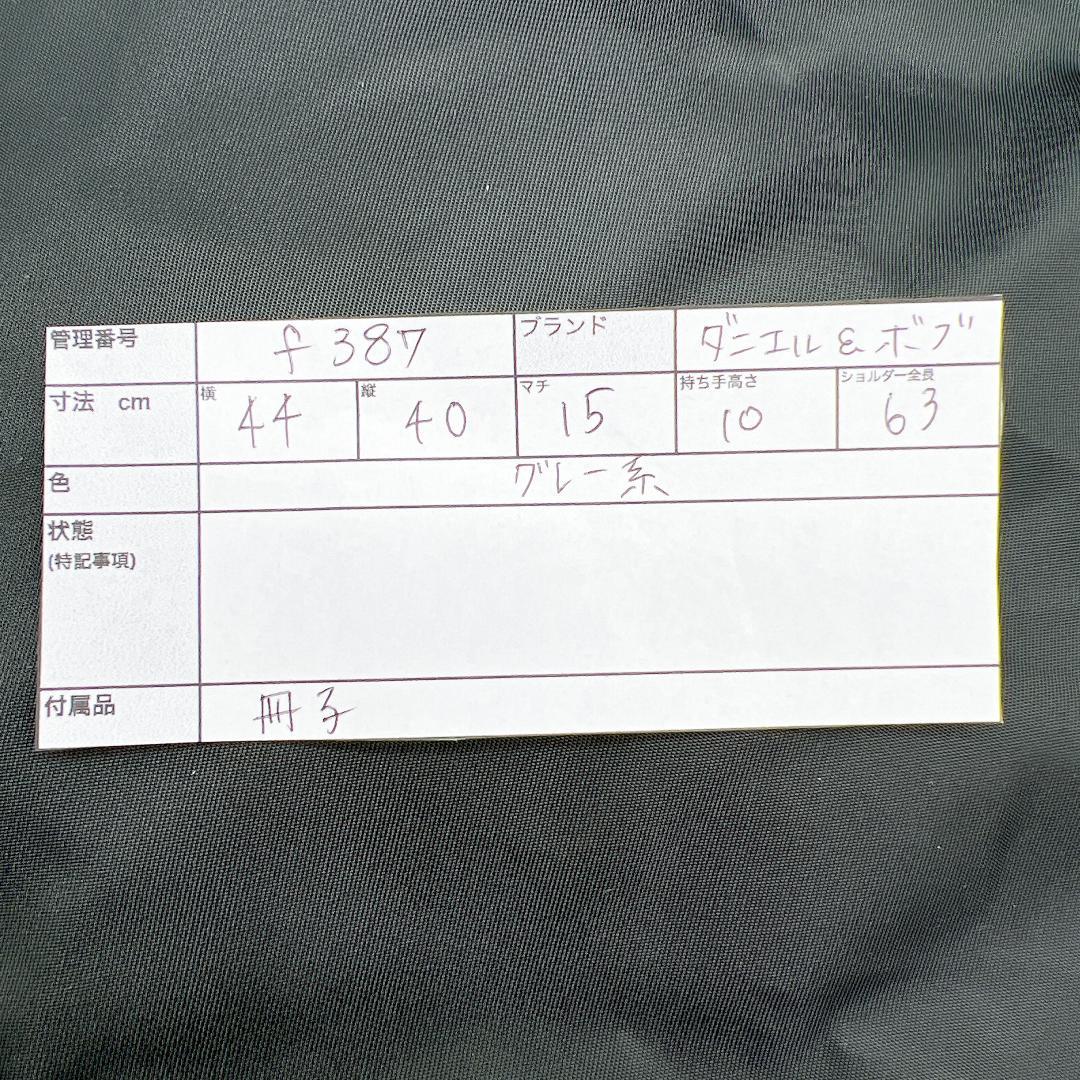 管理番号 f 387 ブランド ダニエル & ボブ
寸法 cm 横 44 縦 40 マチ 15 持ち手高さ 10 ショルダー全長 63
色 グレー系
状態
(特記事項)
付属品 冊子